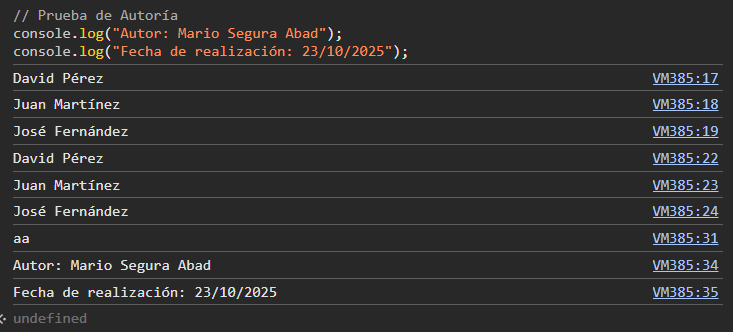 // Prueba de Autoría
console.log("Autor: Mario Segura Abad");
console.log("Fecha de realización: 23/10/2025");
David Pérez VM385:17
Juan Martínez VM385:18
José Fernández VM385:19
David Pérez VM385:22
Juan Martínez VM385:23
José Fernández VM385:24
aa VM385:31
Autor: Mario Segura Abad VM385:34
Fecha de realización: 23/10/2025 VM385:35
undefined